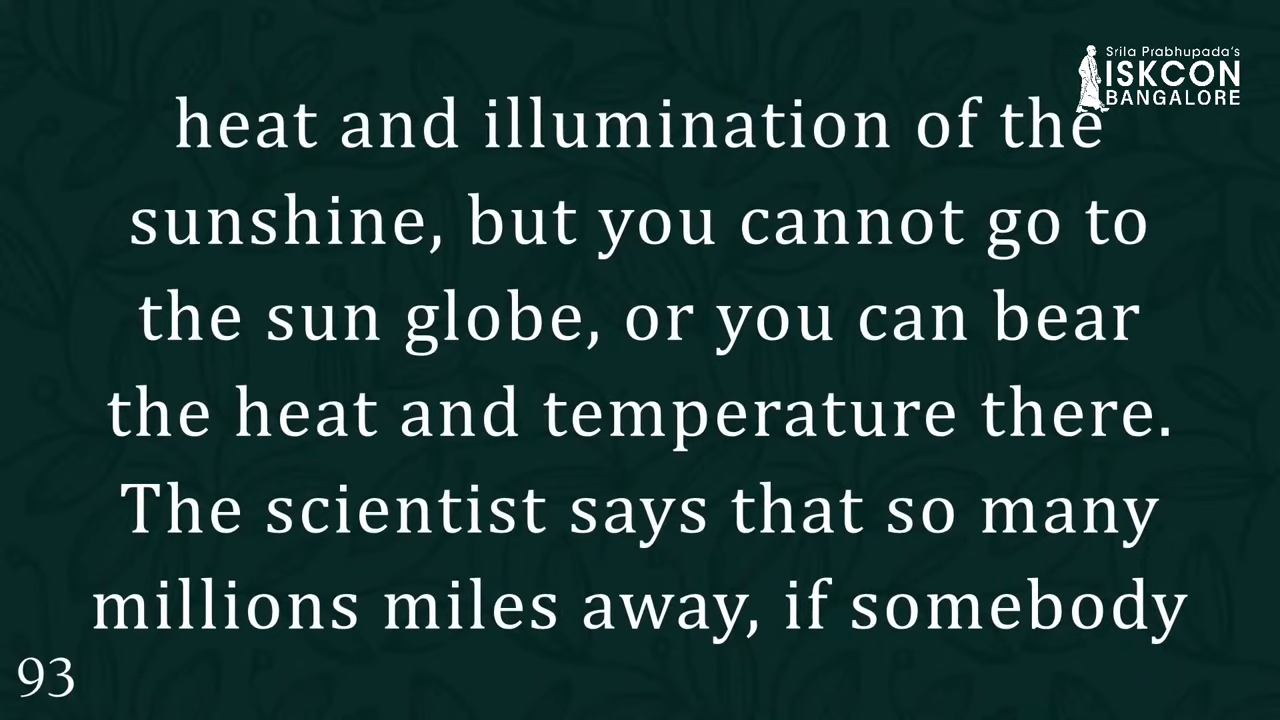 Srila Prabhupada's
ISKCON
BANGALORE
heat and illumination of the
sunshine, but you cannot go to
the sun globe, or you can bear
the heat and temperature there.
The scientist says that so many
millions miles away, if somebody
93